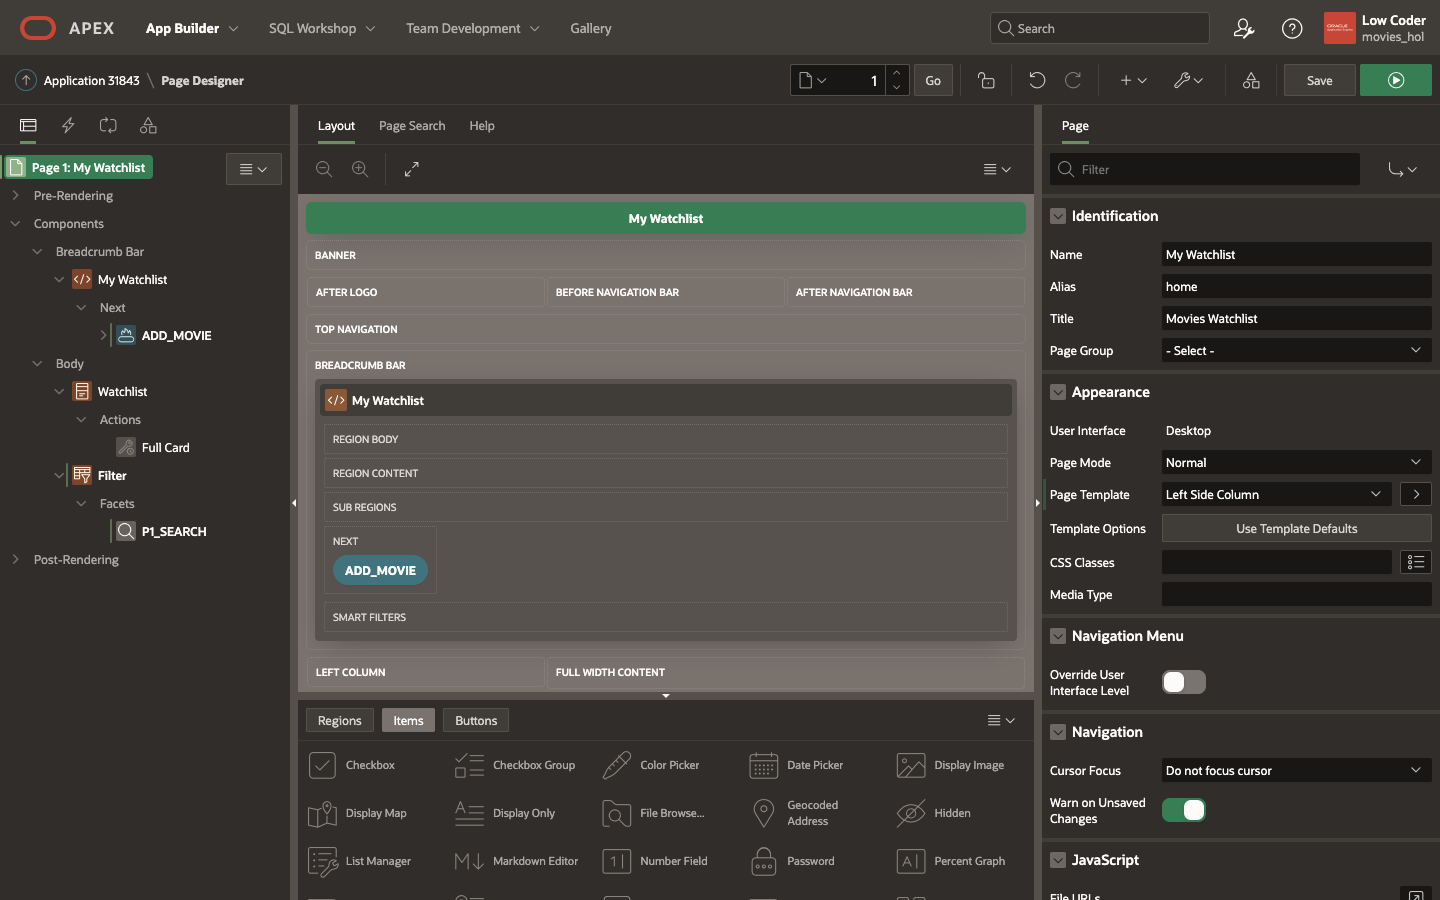 APEX
App Builder
SQL Workshop
Team Development
Gallery
Search
Low Coder
movies_hol
Application 31843 \ Page Designer
1
Go
Save
Page 1: My Watchlist
Pre-Rendering
Components
Breadcrumb Bar
My Watchlist
Next
ADD_MOVIE
Body
Watchlist
Actions
Full Card
Filter
Facets
P1_SEARCH
Post-Rendering
Layout
Page Search
Help
My Watchlist
BANNER
AFTER LOGO
BEFORE NAVIGATION BAR
AFTER NAVIGATION BAR
TOP NAVIGATION
BREADCRUMB BAR
My Watchlist
REGION BODY
REGION CONTENT
SUB REGIONS
NEXT
ADD_MOVIE
SMART FILTERS
LEFT COLUMN
FULL WIDTH CONTENT
Regions
Items
Buttons
Checkbox
Checkbox Group
Color Picker
Date Picker
Display Image
Display Map
Display Only
File Browse...
Geocoded
Address
Hidden
List Manager
Markdown Editor
Number Field
Password
Percent Graph
Page
Filter
Identification
Name
My Watchlist
Alias
home
Title
Movies Watchlist
Page Group
- Select -
Appearance
User Interface
Desktop
Page Mode
Normal
Page Template
Left Side Column
Template Options
Use Template Defaults
CSS Classes
Media Type
Navigation Menu
Override User
Interface Level
Navigation
Cursor Focus
Do not focus cursor
Warn on Unsaved
Changes
JavaScript
File URLs